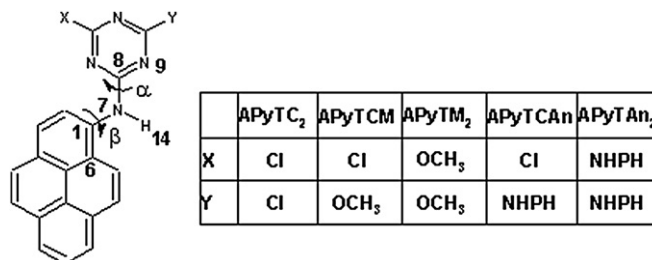 X Y
N
N N 9
8
α
7
N
1 β H 14
6
APyTC₂ APyTCM APyTM₂ APyTCAn APyTAn₂
X Cl Cl OCH₃ Cl NHPH
Y Cl OCH₃ OCH₃ NHPH NHPH